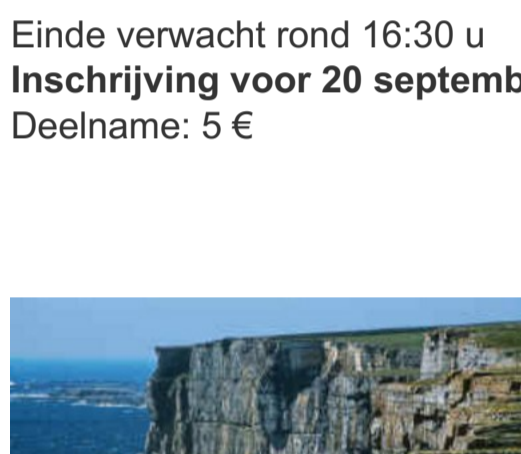 Einde verwacht rond 16:30 u
Inschrijving voor 20 septemb
Deelname: 5 €